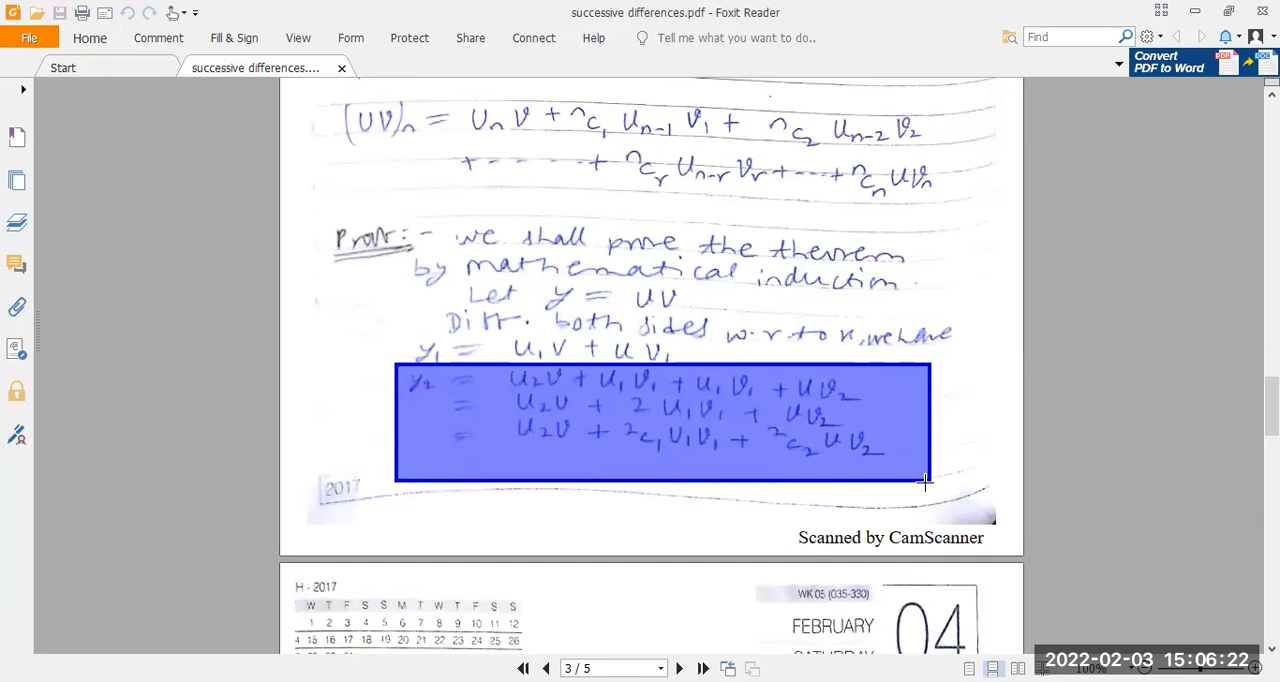 successive differences.pdf - Foxit Reader
File Home Comment Fill & Sign View Form Protect Share Connect Help Tell me what you want to do.. Find
Start successive differences....
Convert
PDF to Word
(UV)n = Un V + nC1 Un-1 V1 + nC2 Un-2 V2
+ - - - - - + nCr Un-r Vr + ... + nCn UVn
Proof:- we shall prove the theorem
by mathematical induction.
Let y = UV
Diff. both sides w.r.to x, we have
y1 = U1V + UV1
y2 = U2V + U1V1 + U1V1 + UV2
= U2V + 2 U1V1 + UV2
= U2V + 2C1 U1V1 + 2C2 UV2
2017
Scanned by CamScanner
H - 2017
WK 05 (035-330)
W T F S S M T W T F S S
FEBRUARY
04
1 2 3 4 5 6 7 8 9 10 11 12
4 15 16 17 18 19 20 21 22 23 24 25 26
SATURDAY
3 / 5
2022-02-03 15:06:22